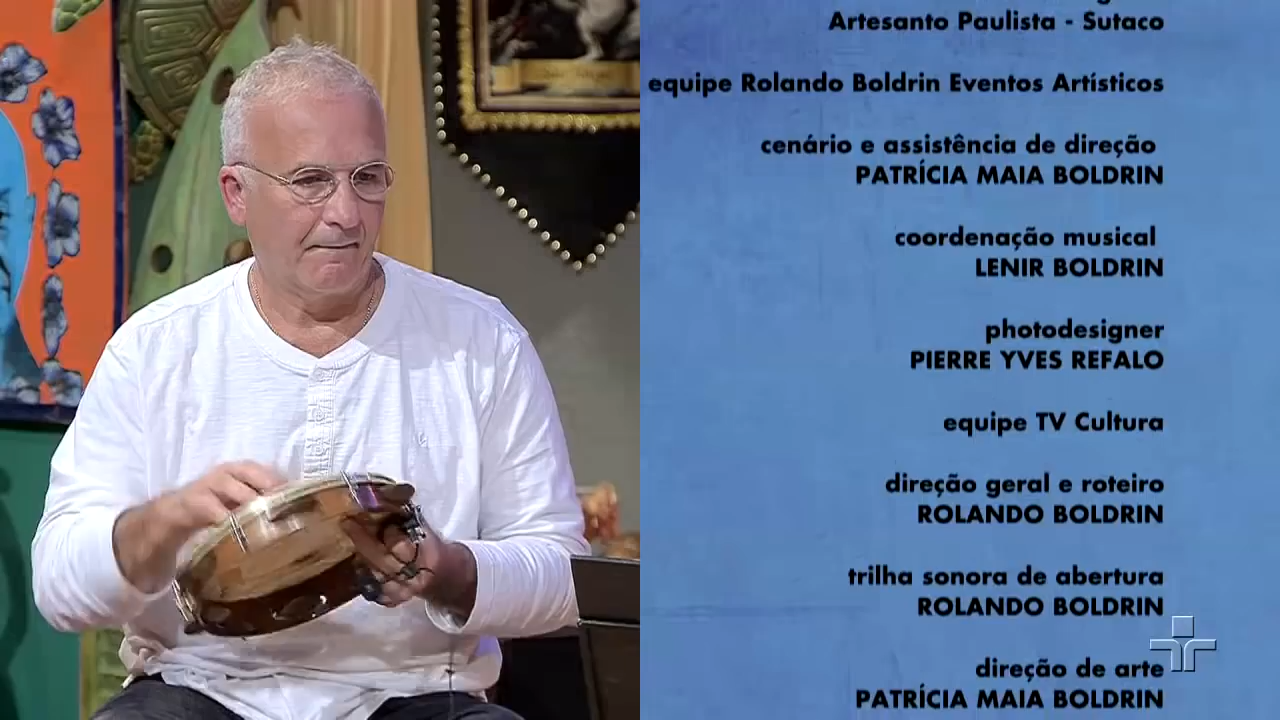 Artesanto Paulista - Sutaco
equipe Rolando Boldrin Eventos Artísticos
cenário e assistência de direção
PATRÍCIA MAIA BOLDRIN
coordenação musical
LENIR BOLDRIN
photodesigner
PIERRE YVES REFALO
equipe TV Cultura
direção geral e roteiro
ROLANDO BOLDRIN
trilha sonora de abertura
ROLANDO BOLDRIN
direção de arte
PATRÍCIA MAIA BOLDRIN